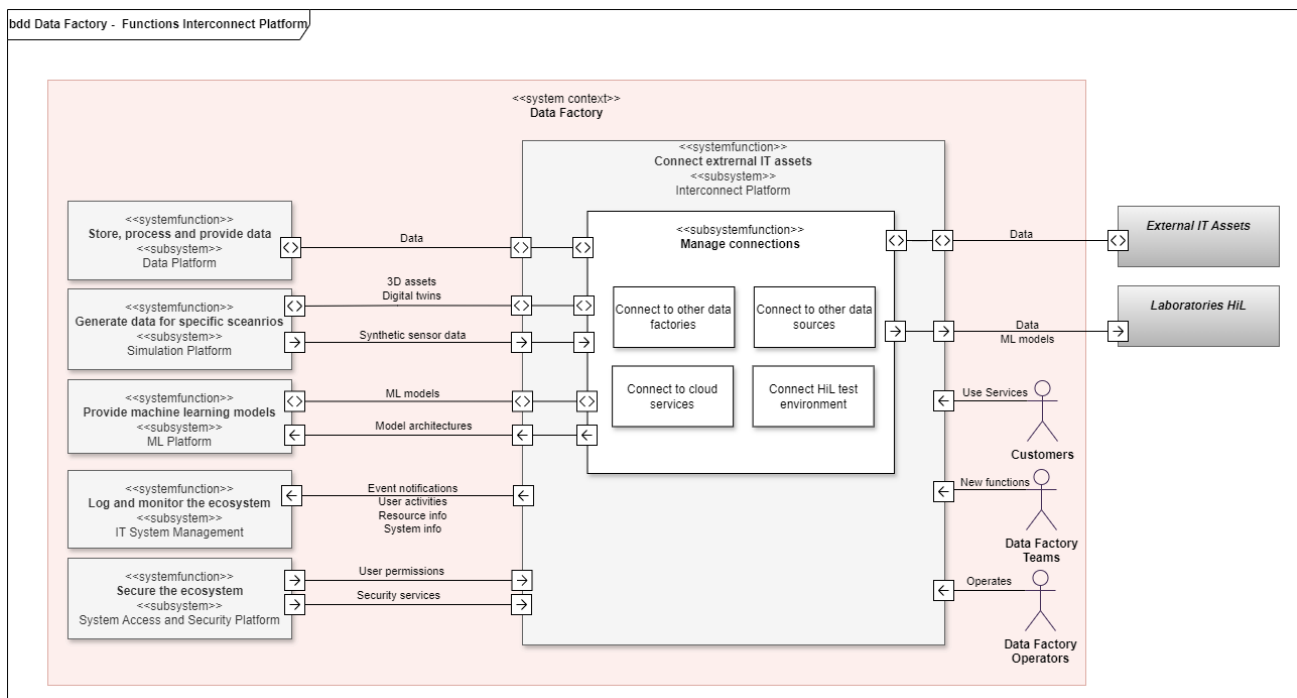 bdd Data Factory -  Functions Interconnect Platform
<<system context>>
Data Factory
<<systemfunction>>
Connect extrernal IT assets
<<subsystem>>
Interconnect Platform
<<systemfunction>>
Store, process and provide data
<<subsystem>>
Data Platform
Data
<<subsystemfunction>>
Manage connections
Data
External IT Assets
<<systemfunction>>
Generate data for specific sceanrios
<<subsystem>>
Simulation Platform
3D assets
Digital twins
Synthetic sensor data
Connect to other data
factories
Connect to other data
sources
Data
ML models
Laboratories HiL
<<systemfunction>>
Provide machine learning models
<<subsystem>>
ML Platform
ML models
Model architectures
Connect to cloud
services
Connect HiL test
environment
Use Services
Customers
<<systemfunction>>
Log and monitor the ecosystem
<<subsystem>>
IT System Management
Event notifications
User activities
Resource info
System info
New functions
Data Factory
Teams
<<systemfunction>>
Secure the ecosystem
<<subsystem>>
System Access and Security Platform
User permissions
Security services
Operates
Data Factory
Operators